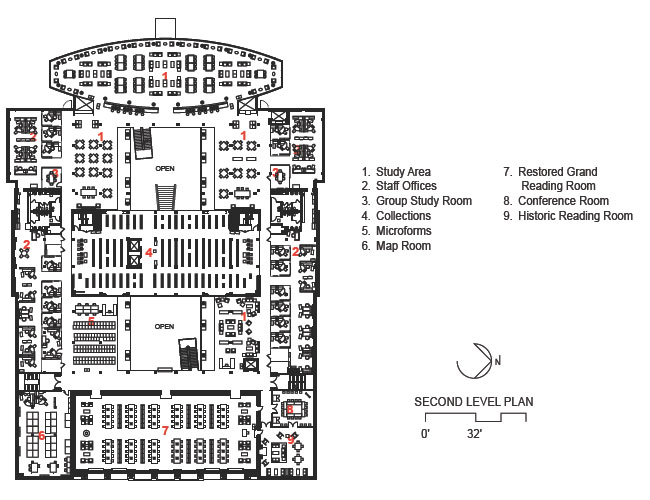 1
1
1
2
3
3
OPEN
4
2
2
5
OPEN
1
6
7
8
9
1. Study Area
2. Staff Offices
3. Group Study Room
4. Collections
5. Microforms
6. Map Room
7. Restored Grand
Reading Room
8. Conference Room
9. Historic Reading Room
N
SECOND LEVEL PLAN
0' 32'